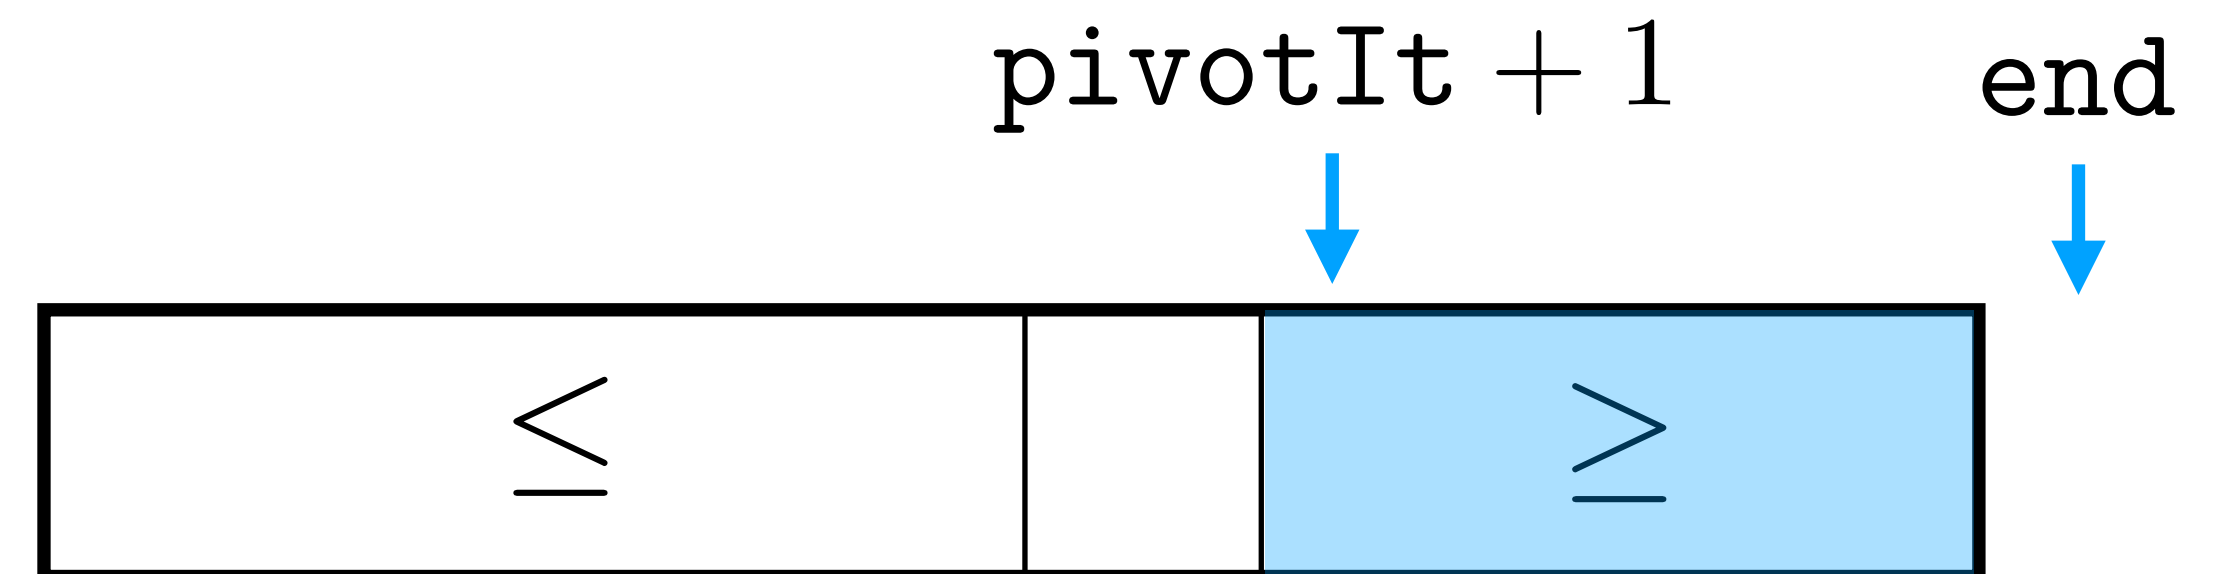 pivotIt + 1 end
≤ ≥